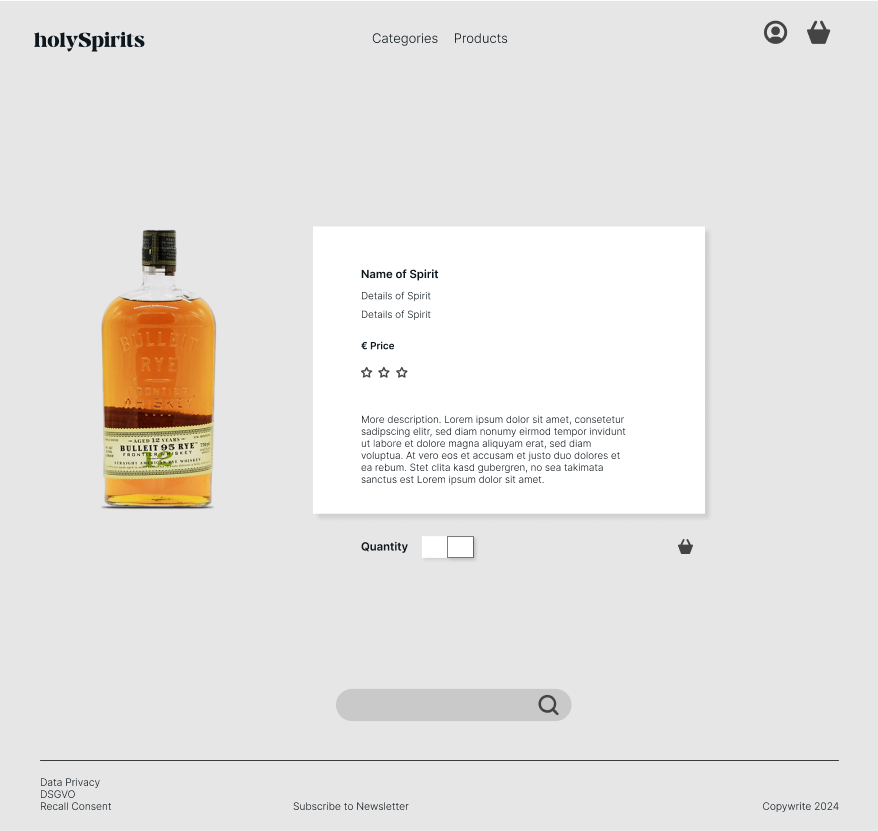 holySpirits
Categories Products
BULLEIT
RYE
FRONTIER
WHISKEY
AGED 12 YEARS
BULLEIT 95 RYE
FRONTIER WHISKEY
12
STRAIGHT AMERICAN RYE WHISKEY
Name of Spirit
Details of Spirit
Details of Spirit
€ Price
More description. Lorem ipsum dolor sit amet, consetetur
sadipscing elitr, sed diam nonumy eirmod tempor invidunt
ut labore et dolore magna aliquyam erat, sed diam
voluptua. At vero eos et accusam et justo duo dolores et
ea rebum. Stet clita kasd gubergren, no sea takimata
sanctus est Lorem ipsum dolor sit amet.
Quantity
Data Privacy
DSGVO
Recall Consent
Subscribe to Newsletter
Copywrite 2024